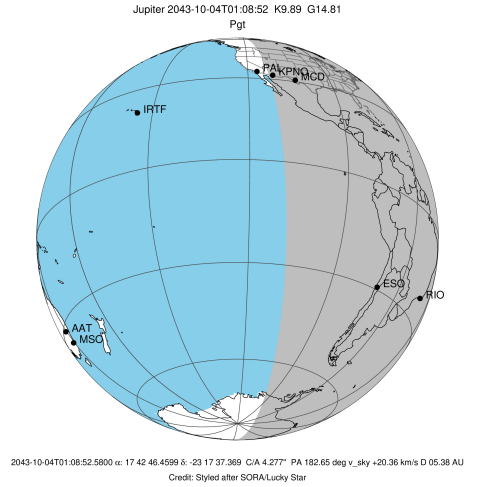 Jupiter 2043-10-04T01:08:52 K9.89 G14.81
Pgt
PAL
KPNO
MCD
IRTF
ESO
RIO
AAT
MSO
2043-10-04T01:08:52.5800 α: 17 42 46.4599 δ: -23 17 37.369 C/A 4.277" PA 182.65 deg v_sky +20.36 km/s D 05.38 AU
Credit: Styled after SORA/Lucky Star